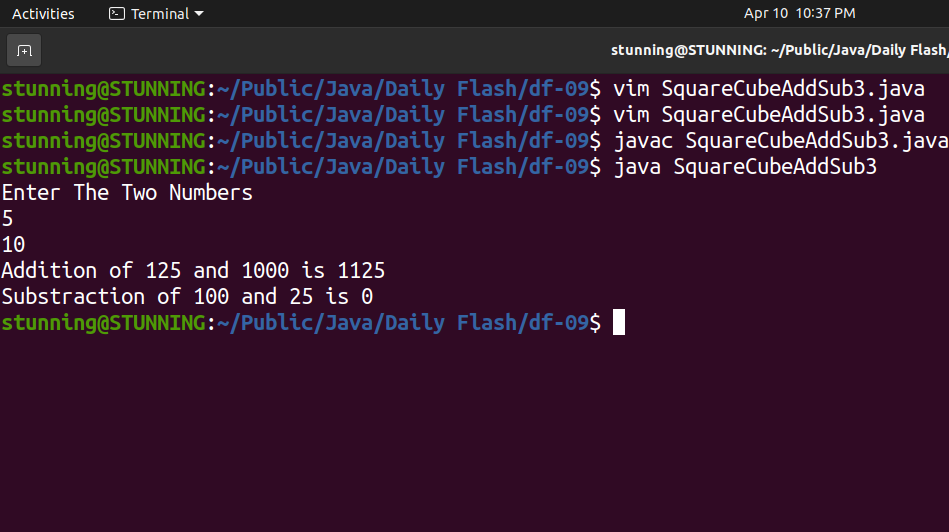 Activities Terminal Apr 10 10:37 PM
stunning@STUNNING: ~/Public/Java/Daily Flash/
stunning@STUNNING:~/Public/Java/Daily Flash/df-09$ vim SquareCubeAddSub3.java
stunning@STUNNING:~/Public/Java/Daily Flash/df-09$ vim SquareCubeAddSub3.java
stunning@STUNNING:~/Public/Java/Daily Flash/df-09$ javac SquareCubeAddSub3.java
stunning@STUNNING:~/Public/Java/Daily Flash/df-09$ java SquareCubeAddSub3
Enter The Two Numbers
5
10
Addition of 125 and 1000 is 1125
Substraction of 100 and 25 is 0
stunning@STUNNING:~/Public/Java/Daily Flash/df-09$